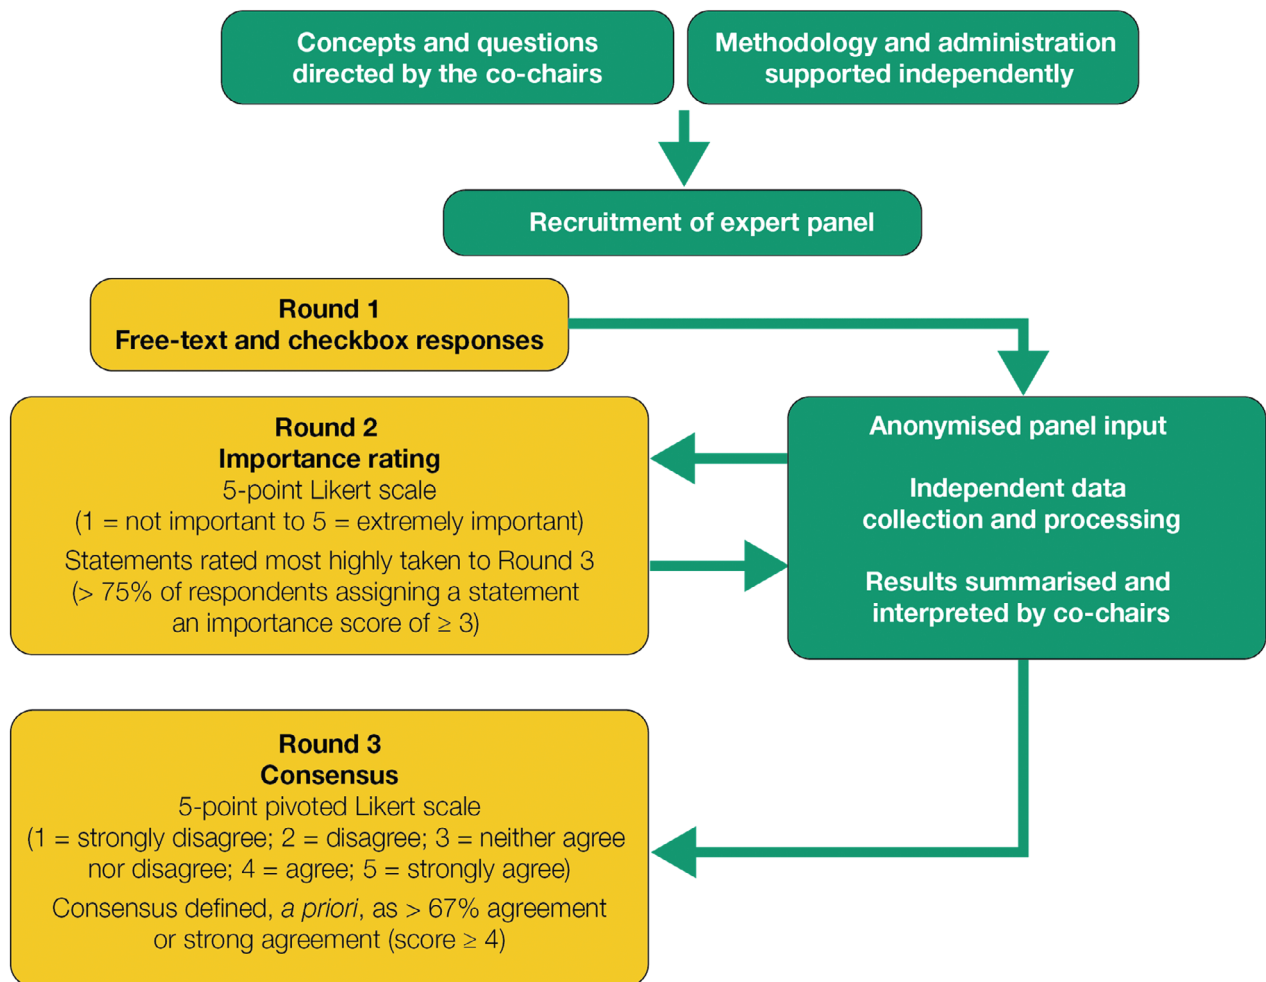 Concepts and questions
directed by the co-chairs
Methodology and administration
supported independently
Recruitment of expert panel
Round 1
Free-text and checkbox responses
Round 2
Importance rating
5-point Likert scale
(1 = not important to 5 = extremely important)
Statements rated most highly taken to Round 3
(> 75% of respondents assigning a statement
an importance score of ≥ 3)
Anonymised panel input
Independent data
collection and processing
Results summarised and
interpreted by co-chairs
Round 3
Consensus
5-point pivoted Likert scale
(1 = strongly disagree; 2 = disagree; 3 = neither agree
nor disagree; 4 = agree; 5 = strongly agree)
Consensus defined, a priori, as > 67% agreement
or strong agreement (score ≥ 4)